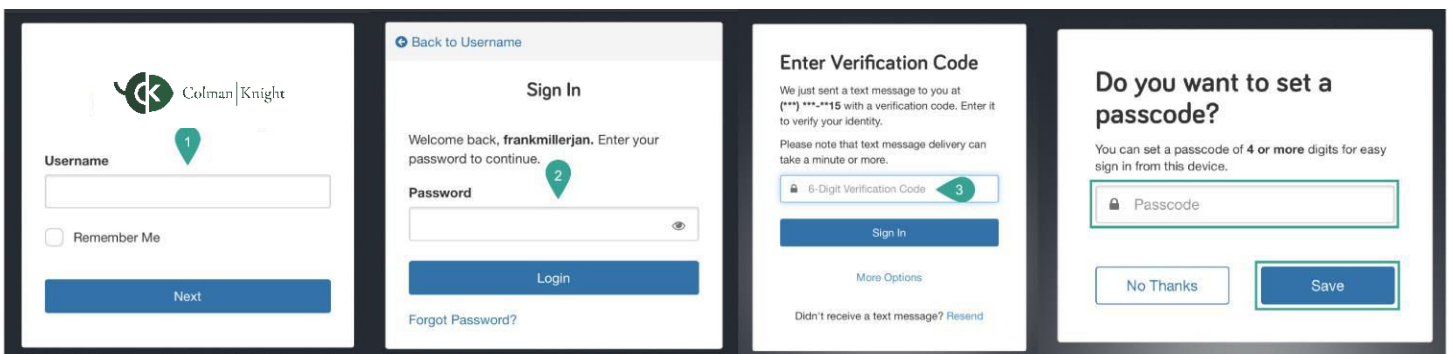 CK
Colman|Knight
1
Username
Remember Me
Next
Back to Username
Sign In
Welcome back, frankmillerjan. Enter your
password to continue.
2
Password
Login
Forgot Password?
Enter Verification Code
We just sent a text message to you at
(***) ***-**15 with a verification code. Enter it
to verify your identity.
Please note that text message delivery can
take a minute or more.
6-Digit Verification Code 3
Sign In
More Options
Didn't receive a text message? Resend
Do you want to set a
passcode?
You can set a passcode of 4 or more digits for easy
sign in from this device.
Passcode
No Thanks Save